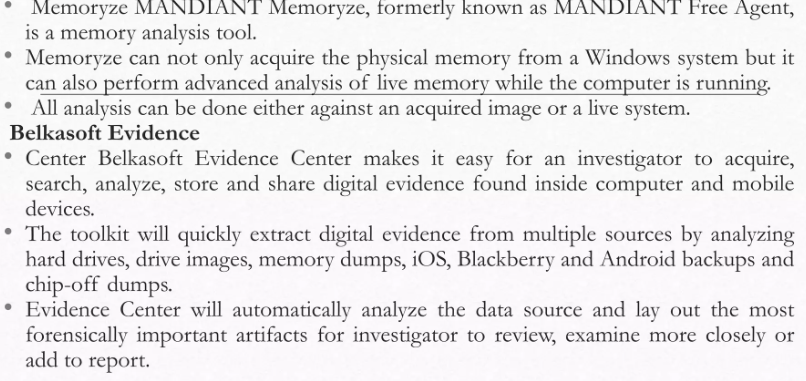 • Memoryze MANDIANT Memoryze, formerly known as MANDIANT Free Agent,
is a memory analysis tool.
• Memoryze can not only acquire the physical memory from a Windows system but it
can also perform advanced analysis of live memory while the computer is running.
• All analysis can be done either against an acquired image or a live system.
Belkasoft Evidence
• Center Belkasoft Evidence Center makes it easy for an investigator to acquire,
search, analyze, store and share digital evidence found inside computer and mobile
devices.
• The toolkit will quickly extract digital evidence from multiple sources by analyzing
hard drives, drive images, memory dumps, iOS, Blackberry and Android backups and
chip-off dumps.
• Evidence Center will automatically analyze the data source and lay out the most
forensically important artifacts for investigator to review, examine more closely or
add to report.